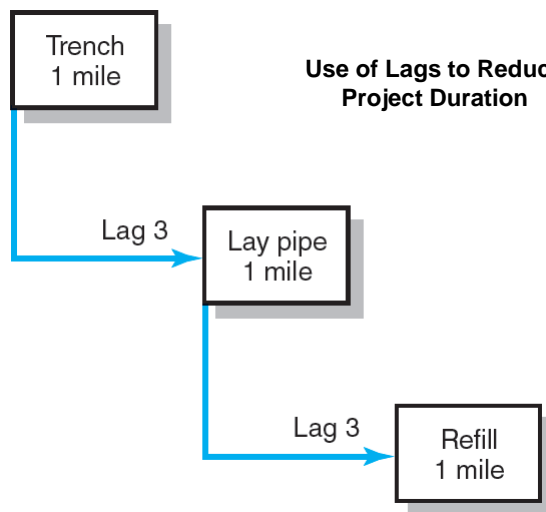 Trench
1 mile
Use of Lags to Reduc
Project Duration
Lag 3
Lay pipe
1 mile
Lag 3
Refill
1 mile